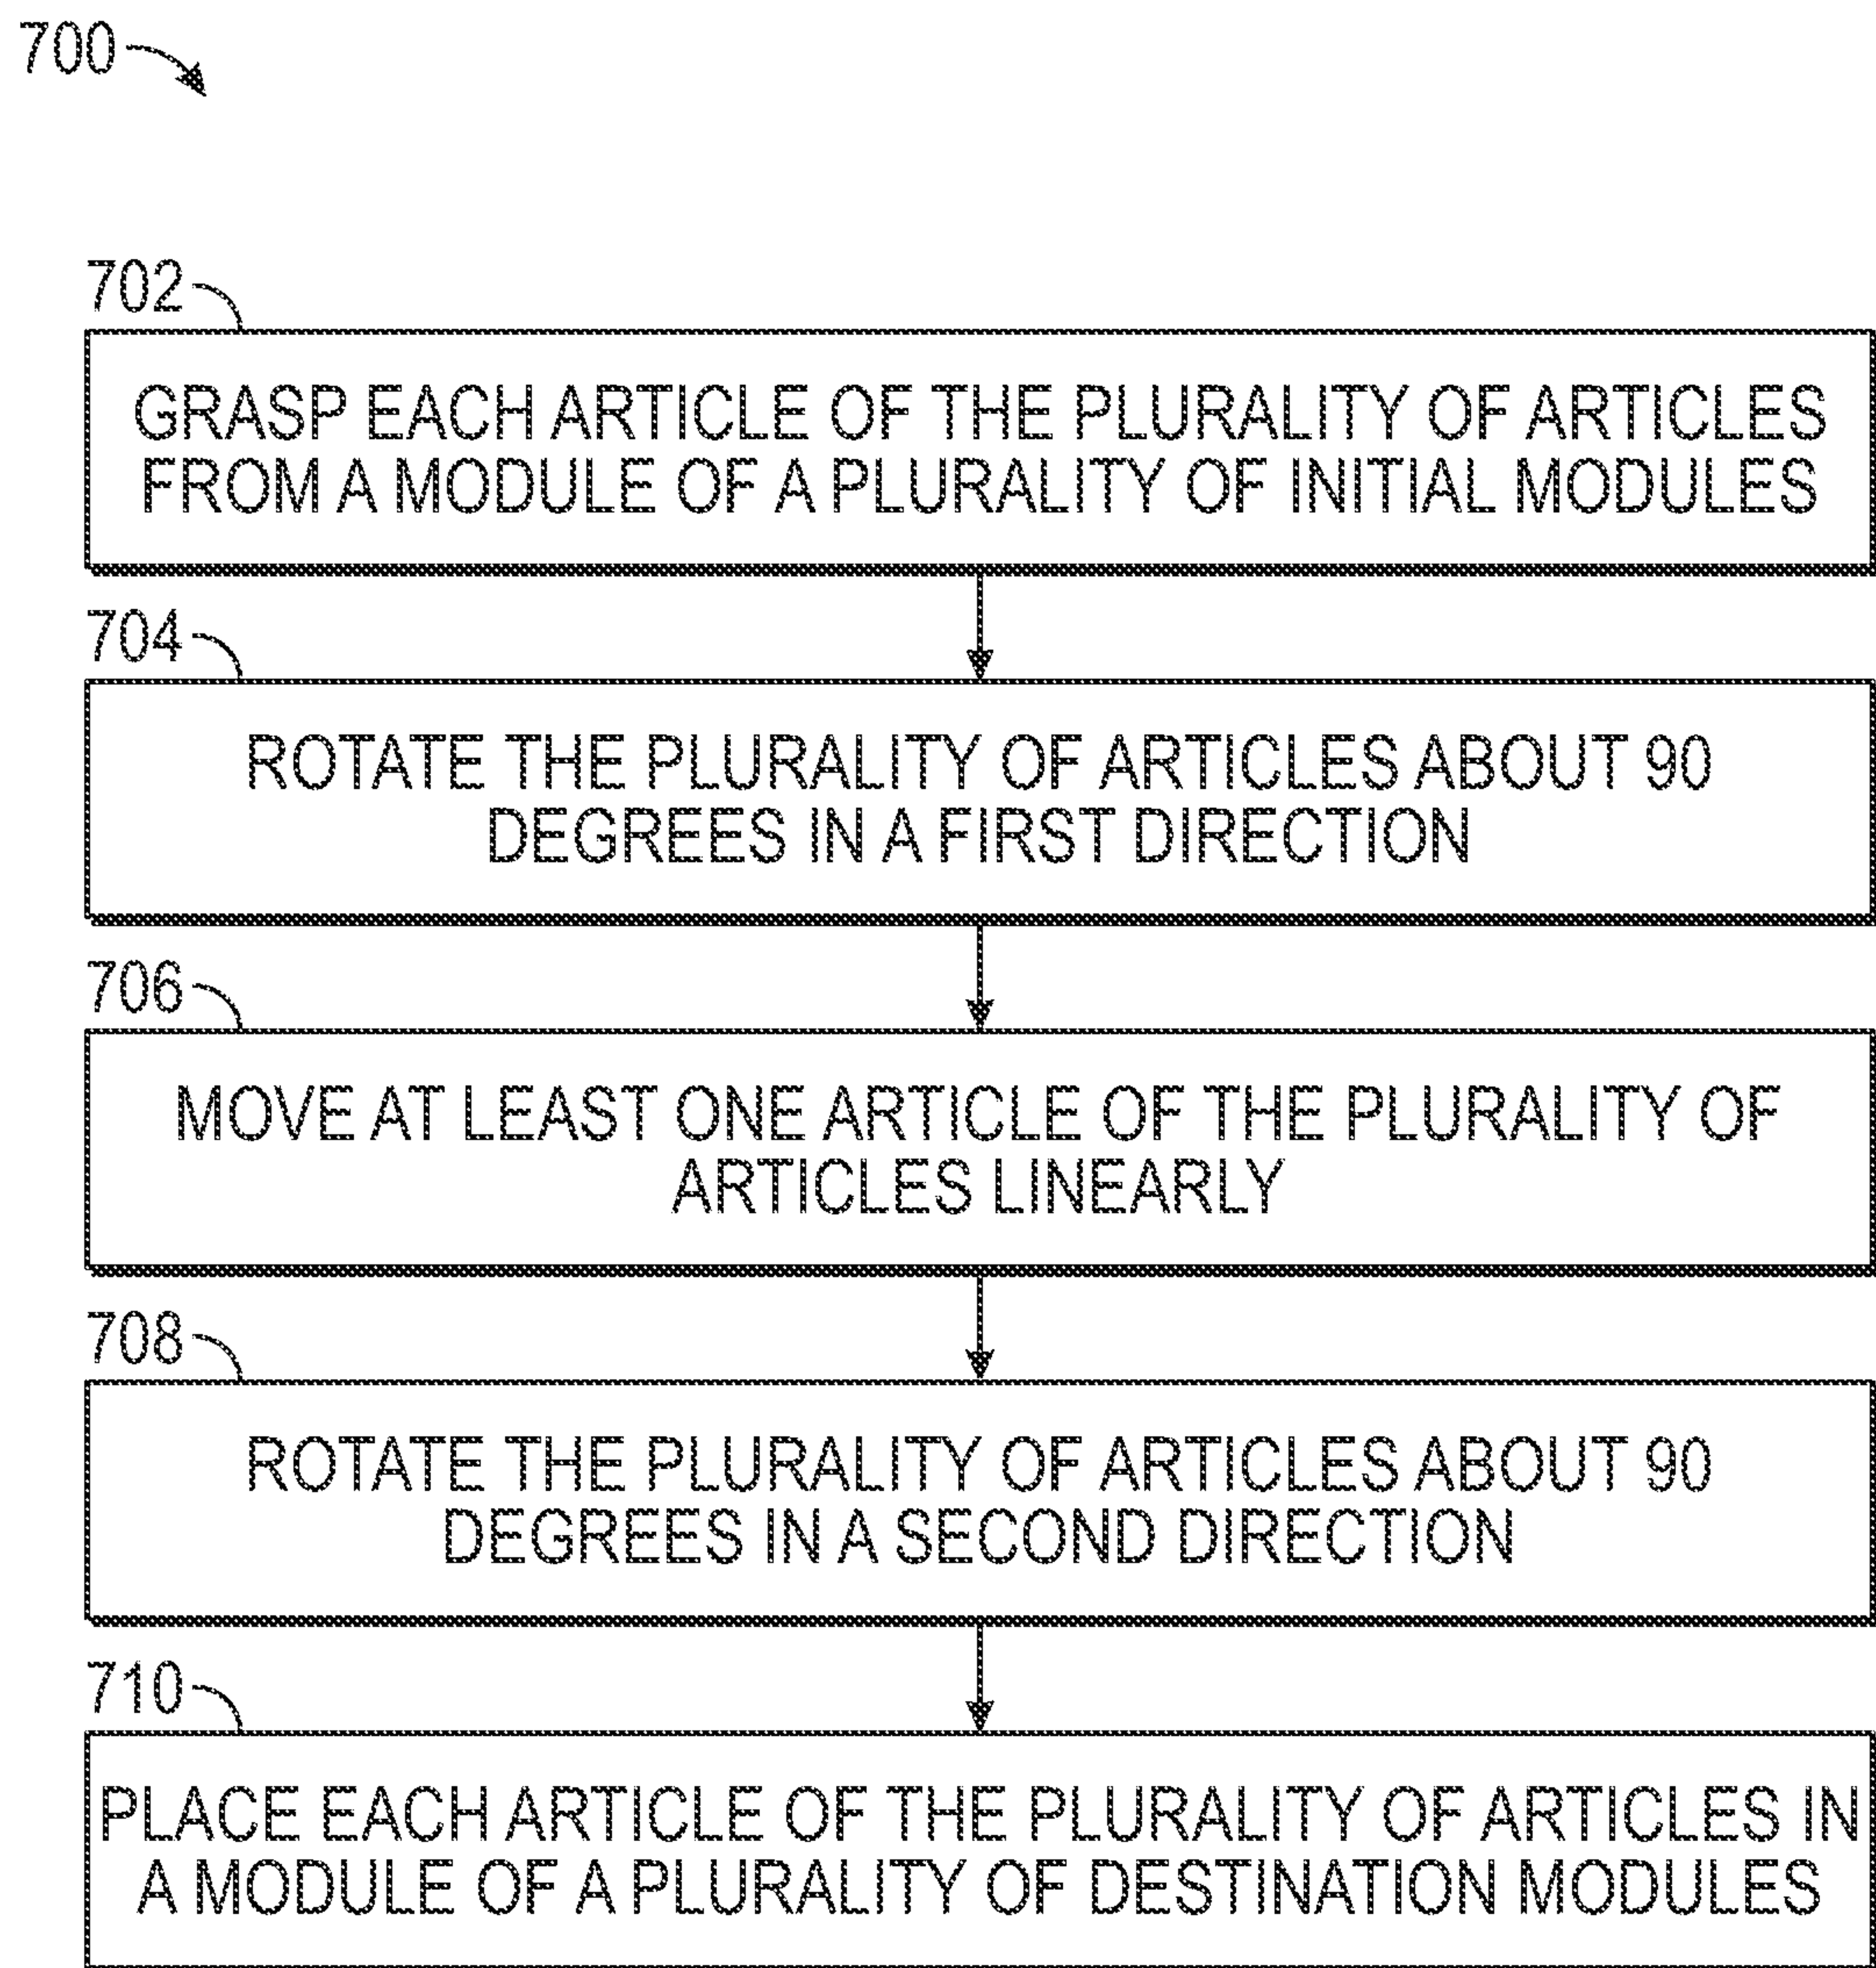 700
702
GRASP EACH ARTICLE OF THE PLURALITY OF ARTICLES
FROM A MODULE OF A PLURALITY OF INITIAL MODULES
704
ROTATE THE PLURALITY OF ARTICLES ABOUT 90
DEGREES IN A FIRST DIRECTION
706
MOVE AT LEAST ONE ARTICLE OF THE PLURALITY OF
ARTICLES LINEARLY
708
ROTATE THE PLURALITY OF ARTICLES ABOUT 90
DEGREES IN A SECOND DIRECTION
710
PLACE EACH ARTICLE OF THE PLURALITY OF ARTICLES IN
A MODULE OF A PLURALITY OF DESTINATION MODULES